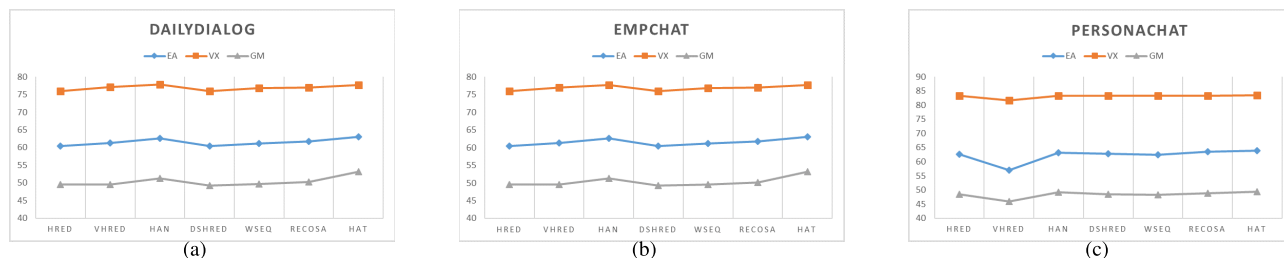 DAILYDIALOG
EA VX GM
80
75
70
65
60
55
50
45
40
HRED VHRED HAN DSHRED WSEQ RECOSA HAT
(a)
EMPCHAT
EA VX GM
80
75
70
65
60
55
50
45
40
HRED VHRED HAN DSHRED WSEQ RECOSA HAT
(b)
PERSONACHAT
EA VX GM
90
85
80
75
70
65
60
55
50
45
40
HRED VHRED HAN DSHRED WSEQ RECOSA HAT
(c)